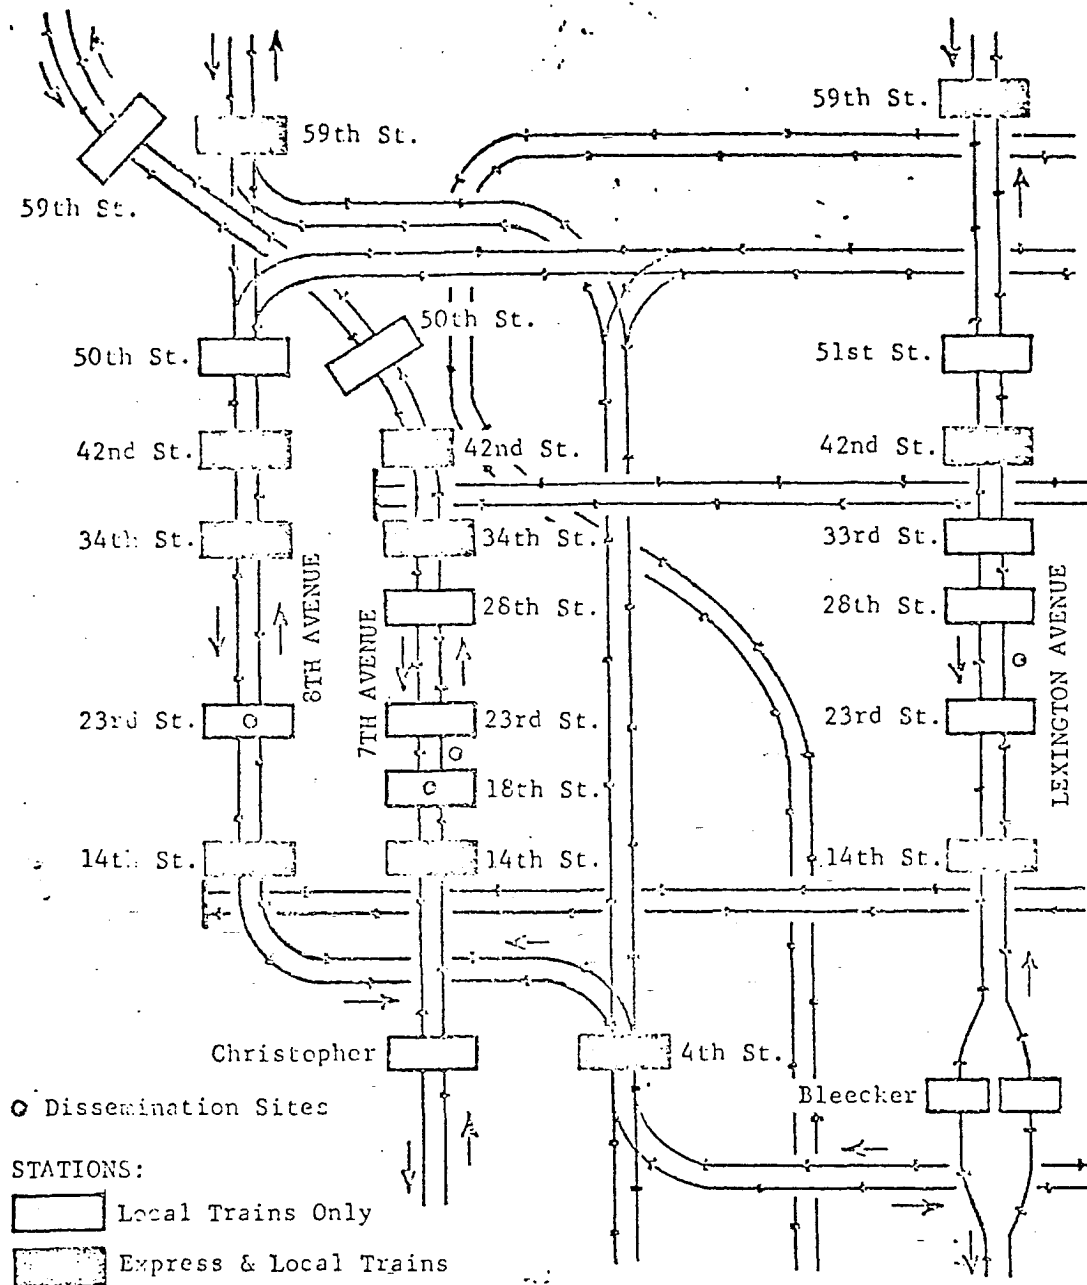 59th St.
59th St.
59th St.
50th St.
50th St.
51st St.
42nd St.
42nd St.
42nd St.
34th St.
34th St.
33rd St.
28th St.
28th St.
8TH AVENUE
7TH AVENUE
LEXINGTON AVENUE
23rd St.
23rd St.
23rd St.
18th St.
14th St.
14th St.
14th St.
Christopher
4th St.
Bleecker
Dissemination Sites
STATIONS:
Local Trains Only
Express & Local Trains